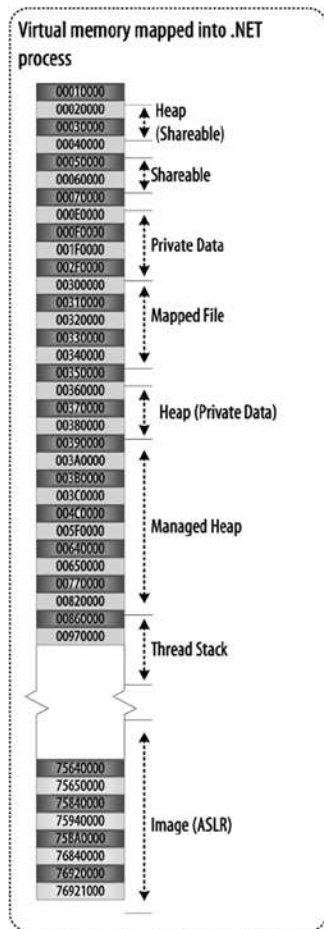 Virtual memory mapped into .NET
process
00010000
00020000
00030000
Heap
(Shareable)
00040000
00050000
00060000
Shareable
00070000
000E0000
000F0000
001F0000
Private Data
002F0000
00300000
00310000
00320000
Mapped File
00330000
00340000
00350000
00360000
00370000
00380000
Heap (Private Data)
00390000
003A0000
003B0000
003C0000
004C0000
005F0000
Managed Heap
00640000
00650000
00770000
00820000
00860000
00970000
Thread Stack
75640000
75650000
75840000
75940000
Image (ASLR)
75BA0000
76840000
76920000
76921000